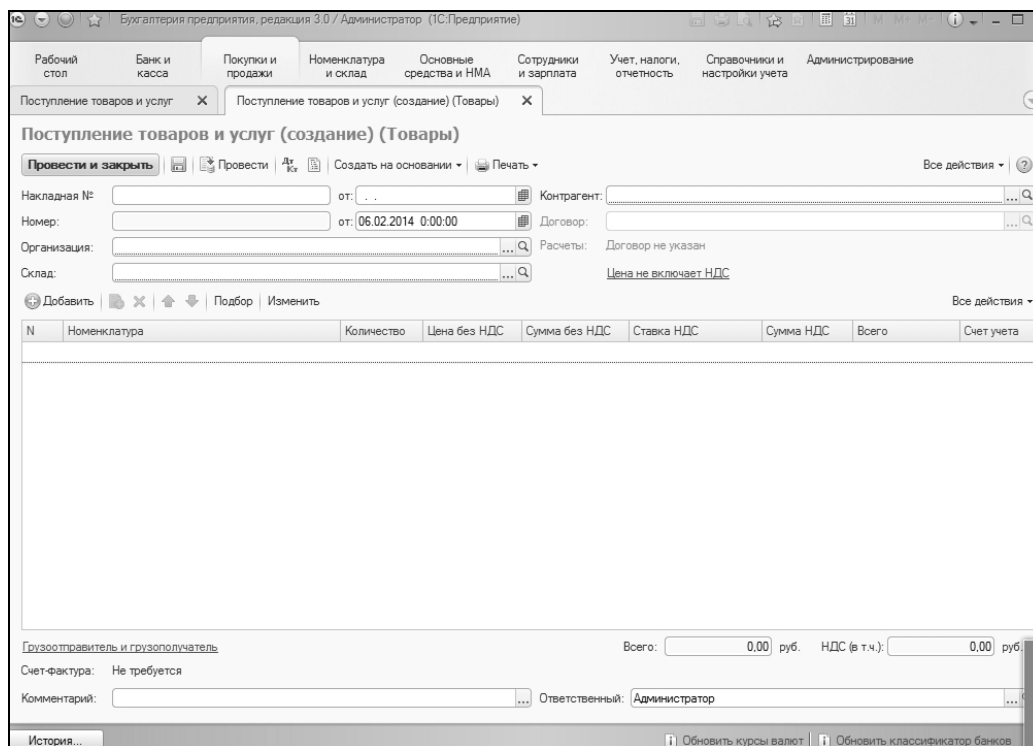 1С Бухгалтерия предприятия, редакция 3.0 / Администратор (1С:Предприятие) 31 M M+ M-
Рабочий стол Банк и касса Покупки и продажи Номенклатура и склад Основные средства и НМА Сотрудники и зарплата Учет, налоги, отчетность Справочники и настройки учета Администрирование
Поступление товаров и услуг Поступление товаров и услуг (создание) (Товары)
Поступление товаров и услуг (создание) (Товары)
Провести и закрыть Провести Дт Кт Создать на основании Печать Все действия ?
Накладная № от: . . Контрагент: ...
Номер: от: 06.02.2014 0:00:00 Договор: ...
Организация: ... Расчеты: Договор не указан
Склад: ... Цена не включает НДС
Добавить Подбор Изменить Все действия
N Номенклатура Количество Цена без НДС Сумма без НДС Ставка НДС Сумма НДС Всего Счет учета
Грузоотправитель и грузополучатель Всего: 0,00 руб. НДС (в т.ч.): 0,00 руб.
Счет-фактура: Не требуется
Комментарий: ... Ответственный: Администратор ...
История... Обновить курсы валют Обновить классификатор банков